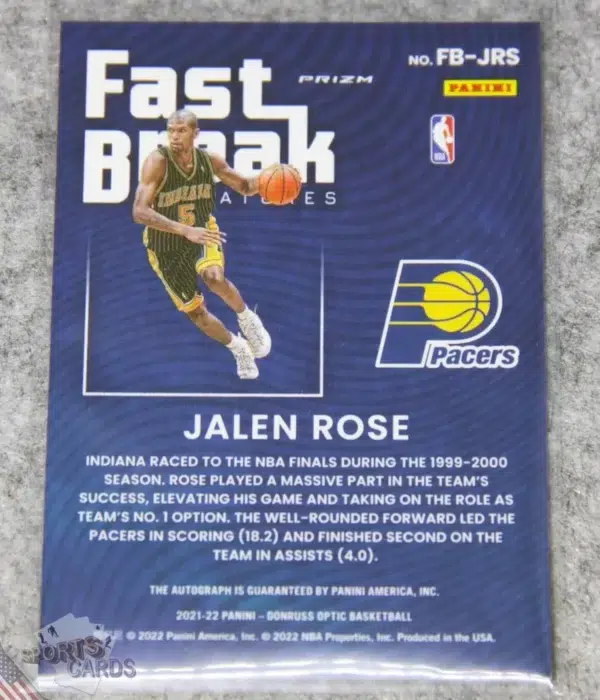 Fast
PRIZM
NO. FB-JRS
PANINI
NBA
Break
INDIANA
5
Pacers
JALEN ROSE
INDIANA RACED TO THE NBA FINALS DURING THE 1999-2000
SEASON. ROSE PLAYED A MASSIVE PART IN THE TEAM'S
SUCCESS, ELEVATING HIS GAME AND TAKING ON THE ROLE AS
TEAM'S NO. 1 OPTION. THE WELL-ROUNDED FORWARD LED THE
PACERS IN SCORING (18.2) AND FINISHED SECOND ON THE
TEAM IN ASSISTS (4.0).
THE AUTOGRAPH IS GUARANTEED BY PANINI AMERICA, INC.
2021-22 PANINI - DONRUSS OPTIC BASKETBALL
© 2022 Panini America, Inc. © 2022 NBA Properties, Inc. Produced in the USA.
SPORTS
CARDS